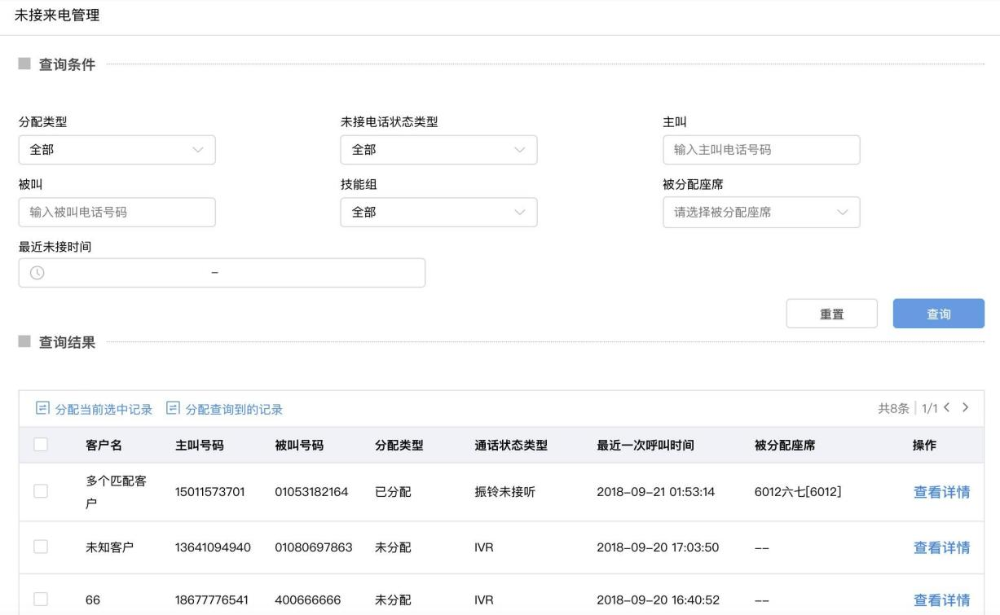 未接来电管理
查询条件
分配类型 未接电话状态类型 主叫
全部 全部 输入主叫电话号码
被叫 技能组 被分配座席
输入被叫电话号码 全部 请选择被分配座席
最近未接时间
–
重置 查询
查询结果
分配当前选中记录 分配查询到的记录 共8条 1/1
客户名 主叫号码 被叫号码 分配类型 通话状态类型 最近一次呼叫时间 被分配座席 操作
多个匹配客户 15011573701 01053182164 已分配 振铃未接听 2018-09-21 01:53:14 6012六七[6012] 查看详情
未知客户 13641094940 01080697863 未分配 IVR 2018-09-20 17:03:50 -- 查看详情
66 18677776541 400666666 未分配 IVR 2018-09-20 16:40:52 -- 查看详情